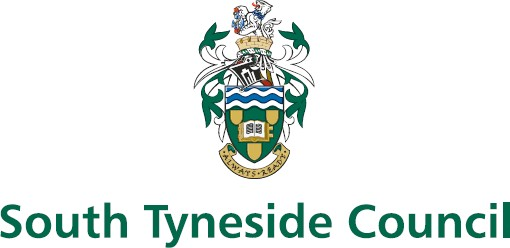 ALWAYS · READY
South Tyneside Council